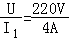 U/I₁ = 220V/4A